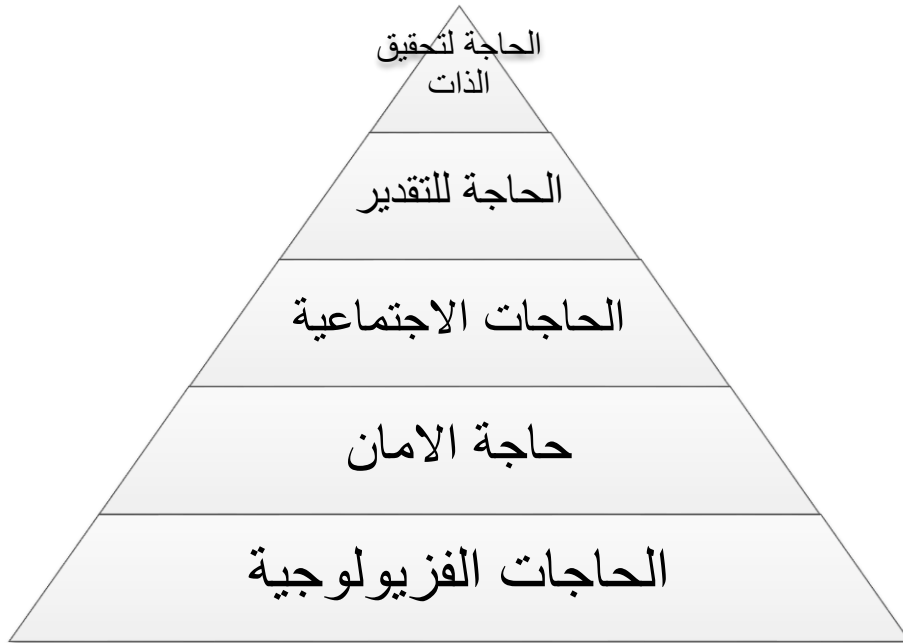 الحاجة لتحقيق
الذات
الحاجة للتقدير
الحاجات الاجتماعية
حاجة الامان
الحاجات الفزيولوجية